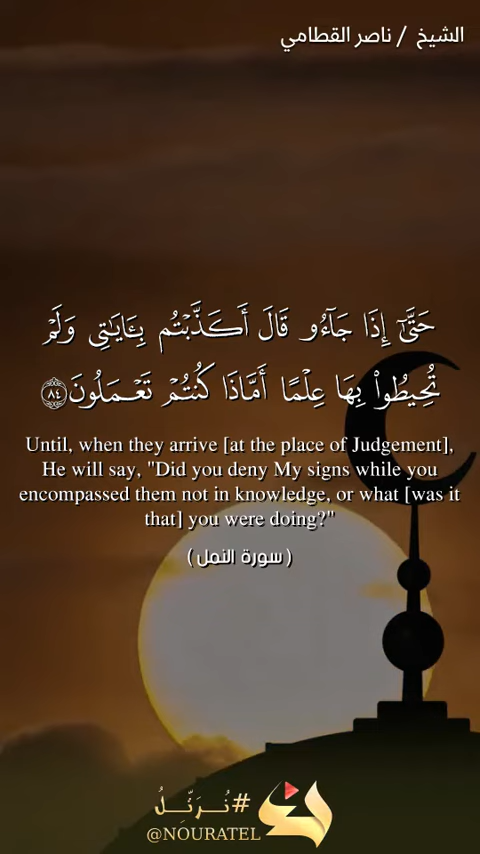 الشيخ / ناصر القطامي
حَتَّىٰٓ إِذَا جَآءُو قَالَ أَكَذَّبْتُم بِـَٔايَـٰتِى وَلَمْ
تُحِيطُوا۟ بِهَا عِلْمًا أَمَّاذَا كُنتُمْ تَعْمَلُونَ ٨٤
Until, when they arrive [at the place of Judgement],
He will say, "Did you deny My signs while you
encompassed them not in knowledge, or what [was it
that] you were doing?"
( سورة النمل )
#نُـرَتِّـلُ
@NOURATEL